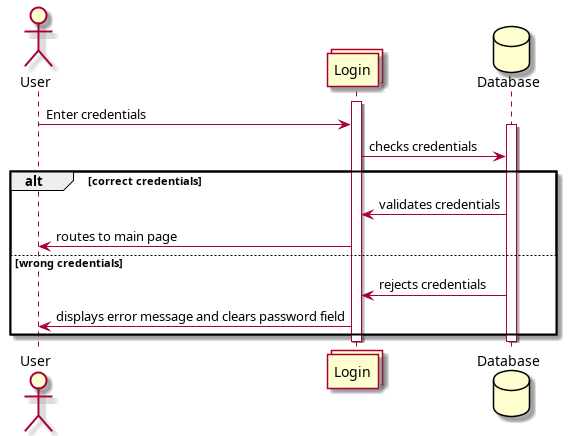 User
Login
Database
Enter credentials
checks credentials
alt [correct credentials]
validates credentials
routes to main page
[wrong credentials]
rejects credentials
displays error message and clears password field
User
Login
Database